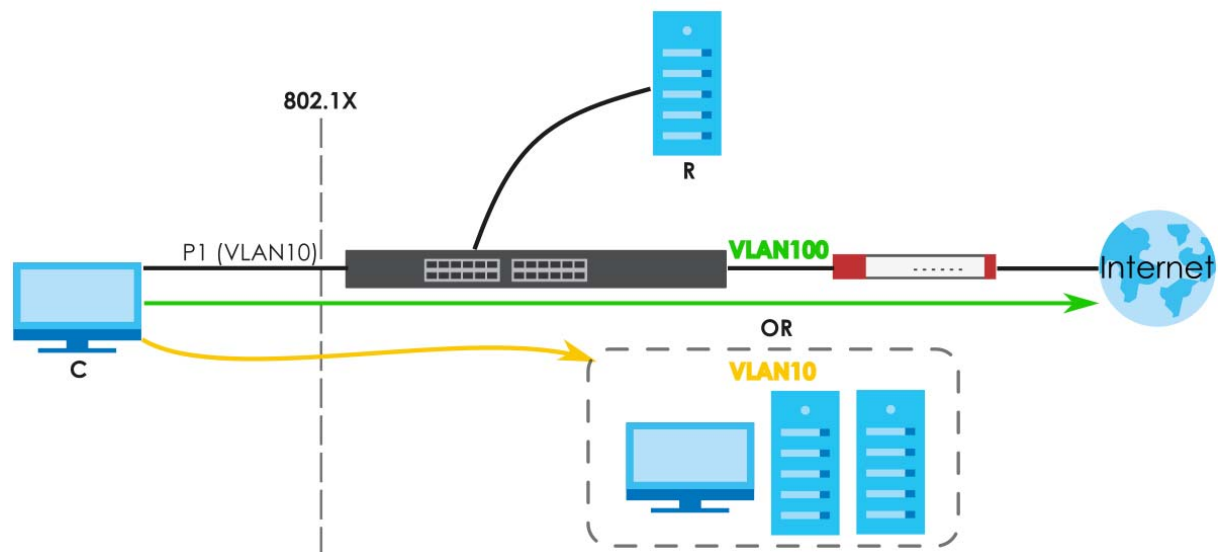 802.1X
R
P1 (VLAN10)
VLAN100
Internet
C
OR
VLAN10